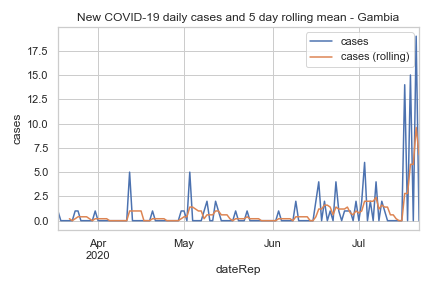 New COVID-19 daily cases and 5 day rolling mean - Gambia
cases
cases (rolling)
17.5
15.0
12.5
10.0
7.5
5.0
2.5
0.0
cases
Apr
2020
May
Jun
Jul
dateRep